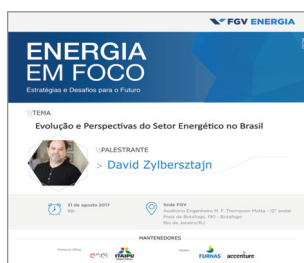 FGV ENERGIA
ENERGIA
EM FOCO
Estratégias e Desafios para o Futuro
\\TEMA
Evolução e Perspectivas do Setor Energético no Brasil
\\PALESTRANTE
> David Zylbersztajn
31 de agosto 2017
Sede FGV
Auditório Engenheiro M. F. Thompson Motta - 12º andar
Praia de Botafogo, 190 - Botafogo
Rio de Janeiro/RJ
MANTENEDORES
enel
ITAIPU
FURNAS
accenture